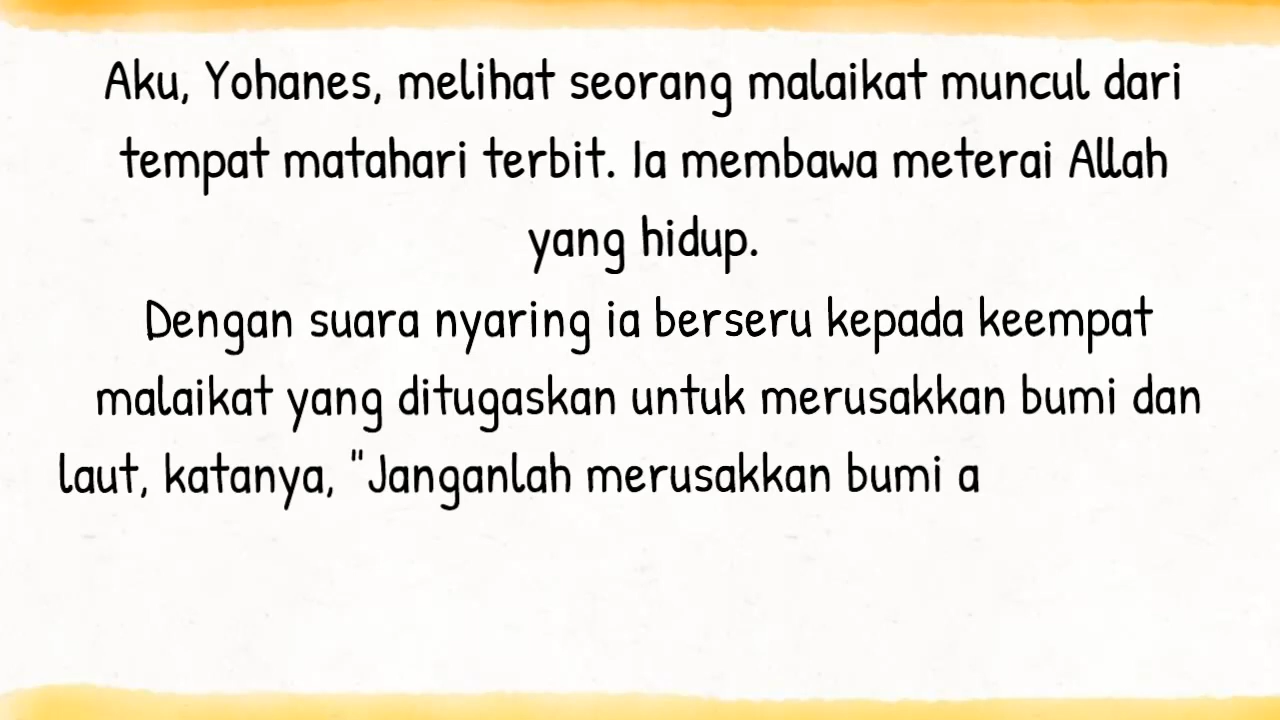 Aku, Yohanes, melihat seorang malaikat muncul dari
tempat matahari terbit. Ia membawa meterai Allah
yang hidup.
Dengan suara nyaring ia berseru kepada keempat
malaikat yang ditugaskan untuk merusakkan bumi dan
laut, katanya, "Janganlah merusakkan bumi a